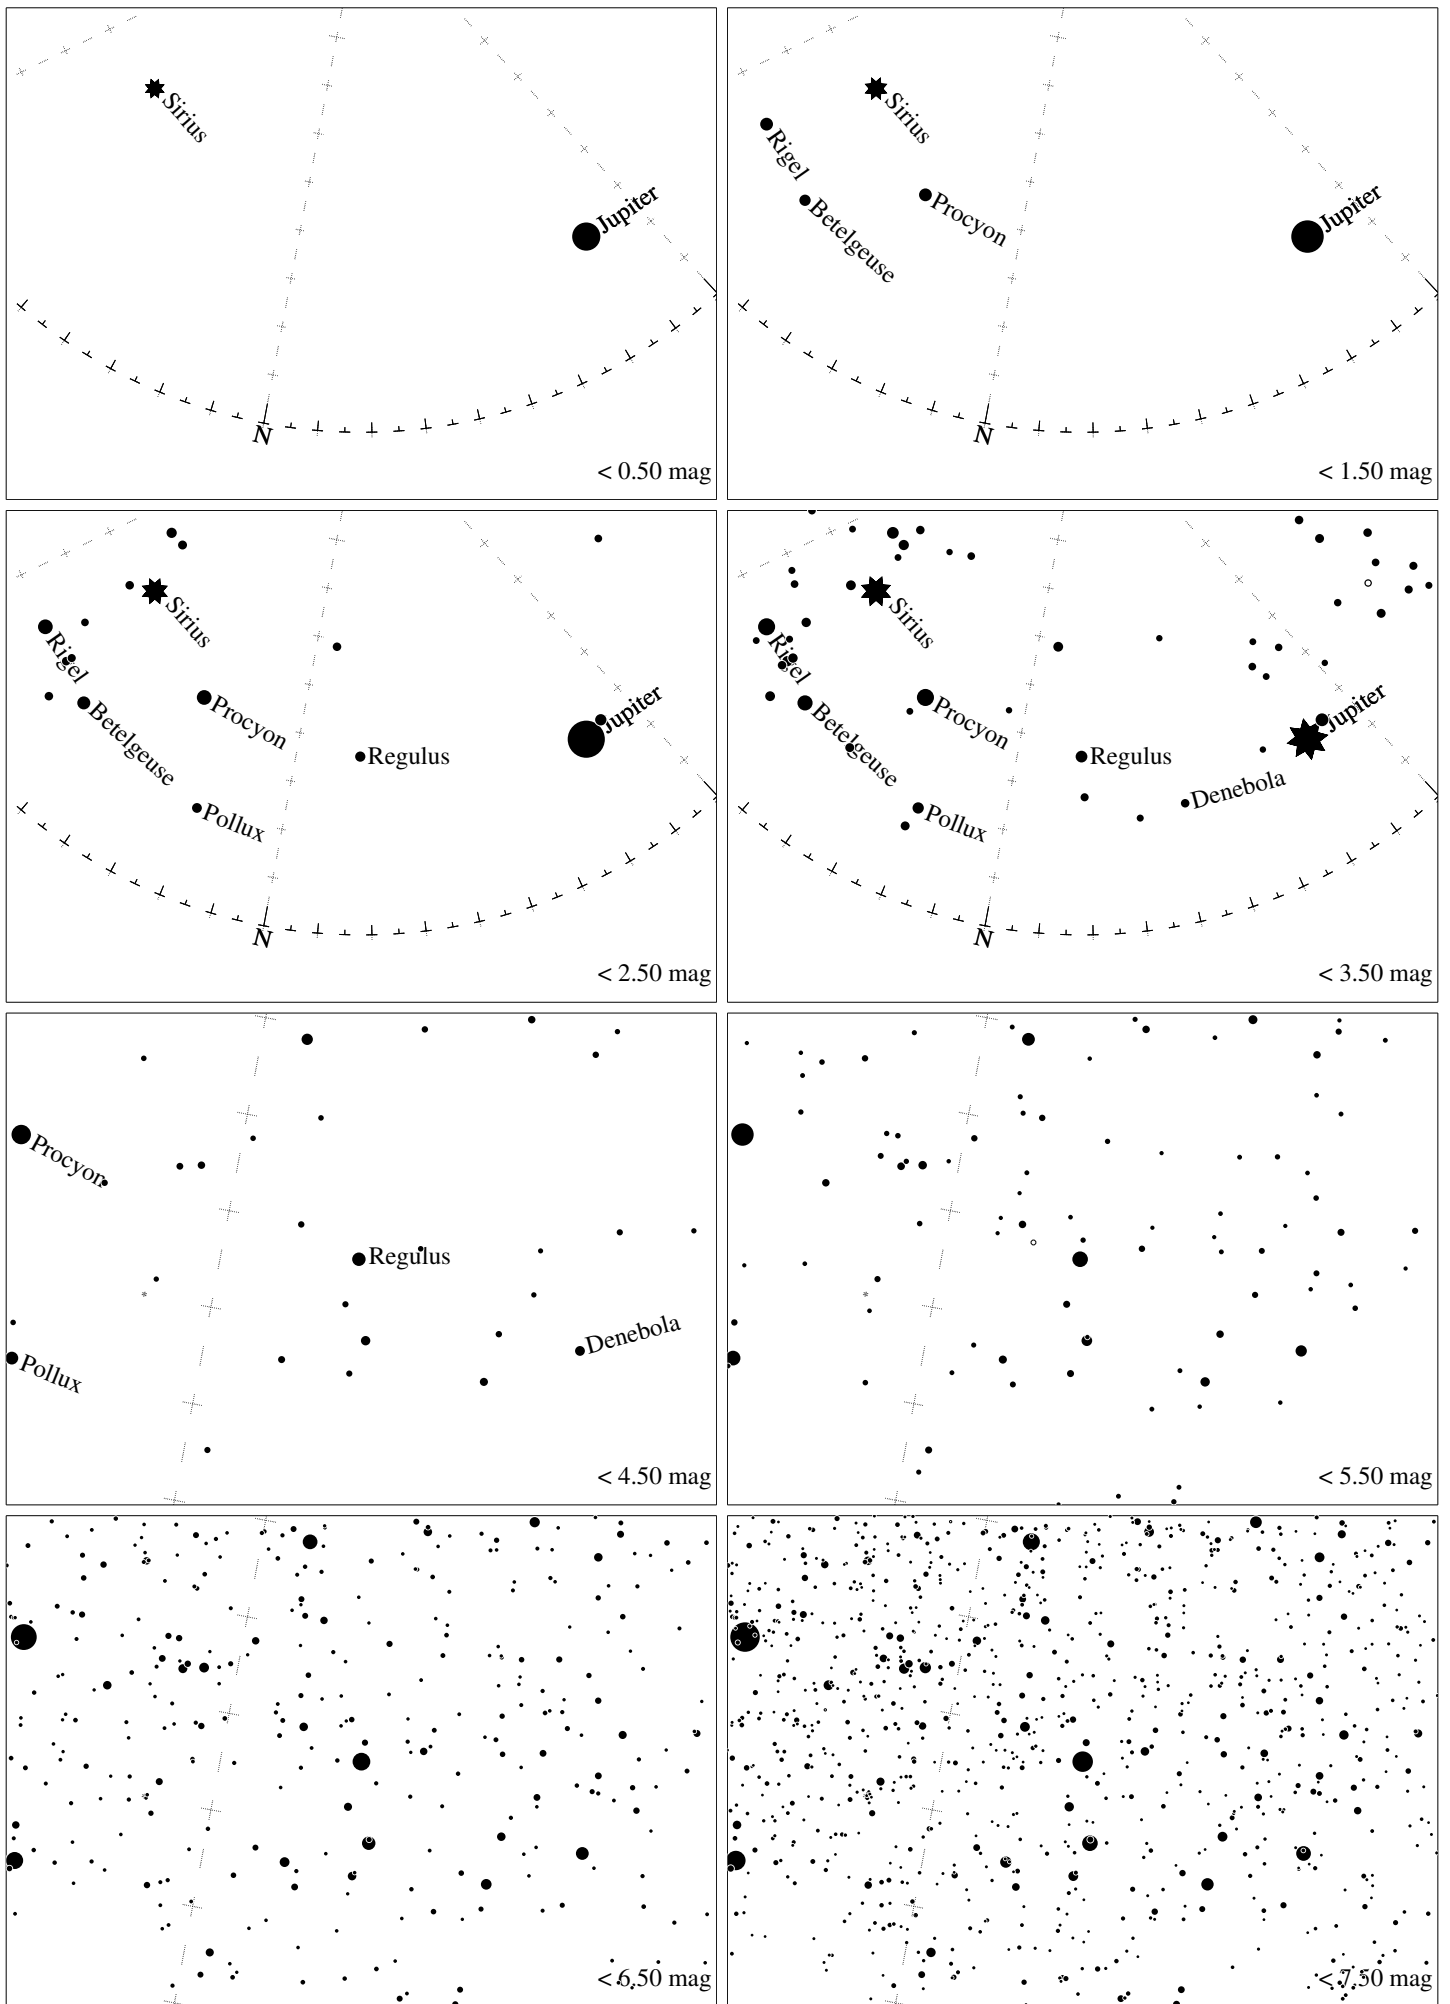 Sirius
Jupiter
N
< 0.50 mag
Sirius
Rigel
Betelgeuse
Procyon
Jupiter
N
< 1.50 mag
Sirius
Rigel
Betelgeuse
Procyon
Regulus
Pollux
Jupiter
N
< 2.50 mag
Sirius
Rigel
Betelgeuse
Procyon
Regulus
Pollux
Denebola
Jupiter
N
< 3.50 mag
Procyon
Regulus
Denebola
Pollux
< 4.50 mag
< 5.50 mag
< 6.50 mag
< 7.50 mag